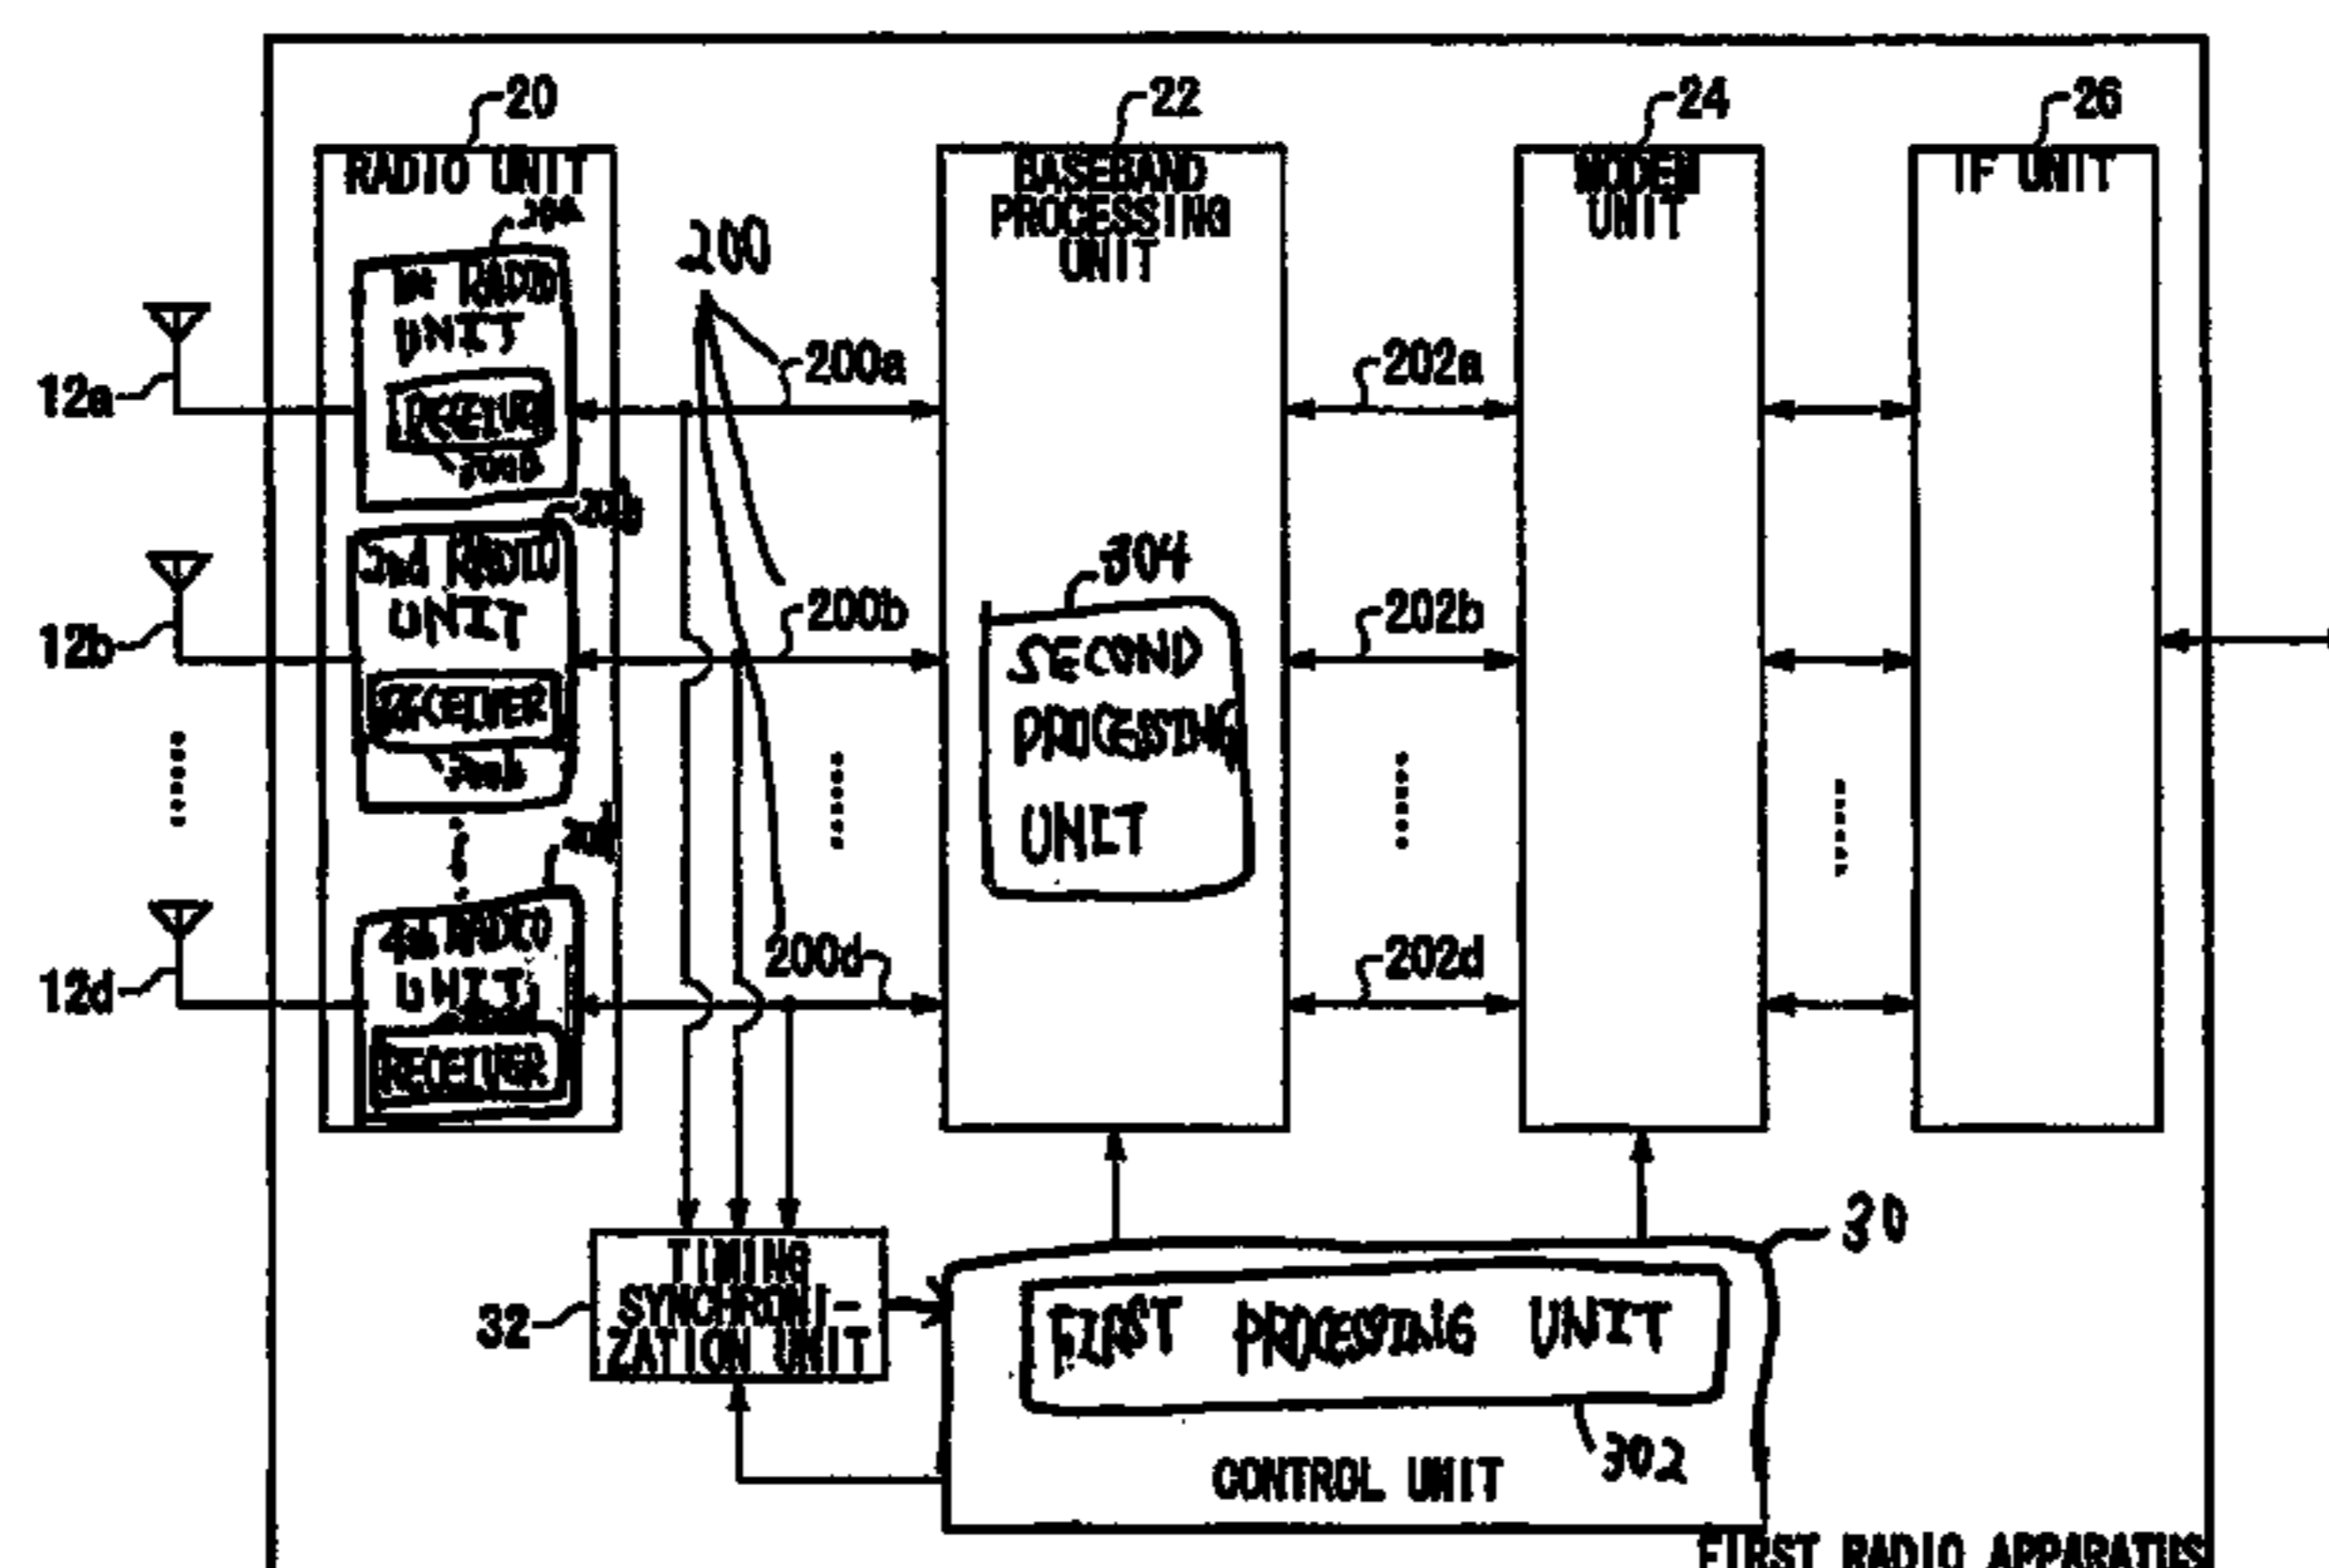 20
22
24
26
RADIO UNIT
BASEBAND
PROCESSING
UNIT
MODEM
UNIT
IF UNIT
200
RADIO
UNIT
12a
200a
202a
RECEIVER
20b
2nd RADIO
UNIT
12b
200b
202b
RECEIVER
304
SECOND
PROCESSING
UNIT
RADIO
UNIT
12d
200d
202d
RECEIVER
30
TIMING
SYNCHRONI-
ZATION UNIT
32
FIRST PROCESSING UNIT
302
CONTROL UNIT
FIRST RADIO APPARATUS